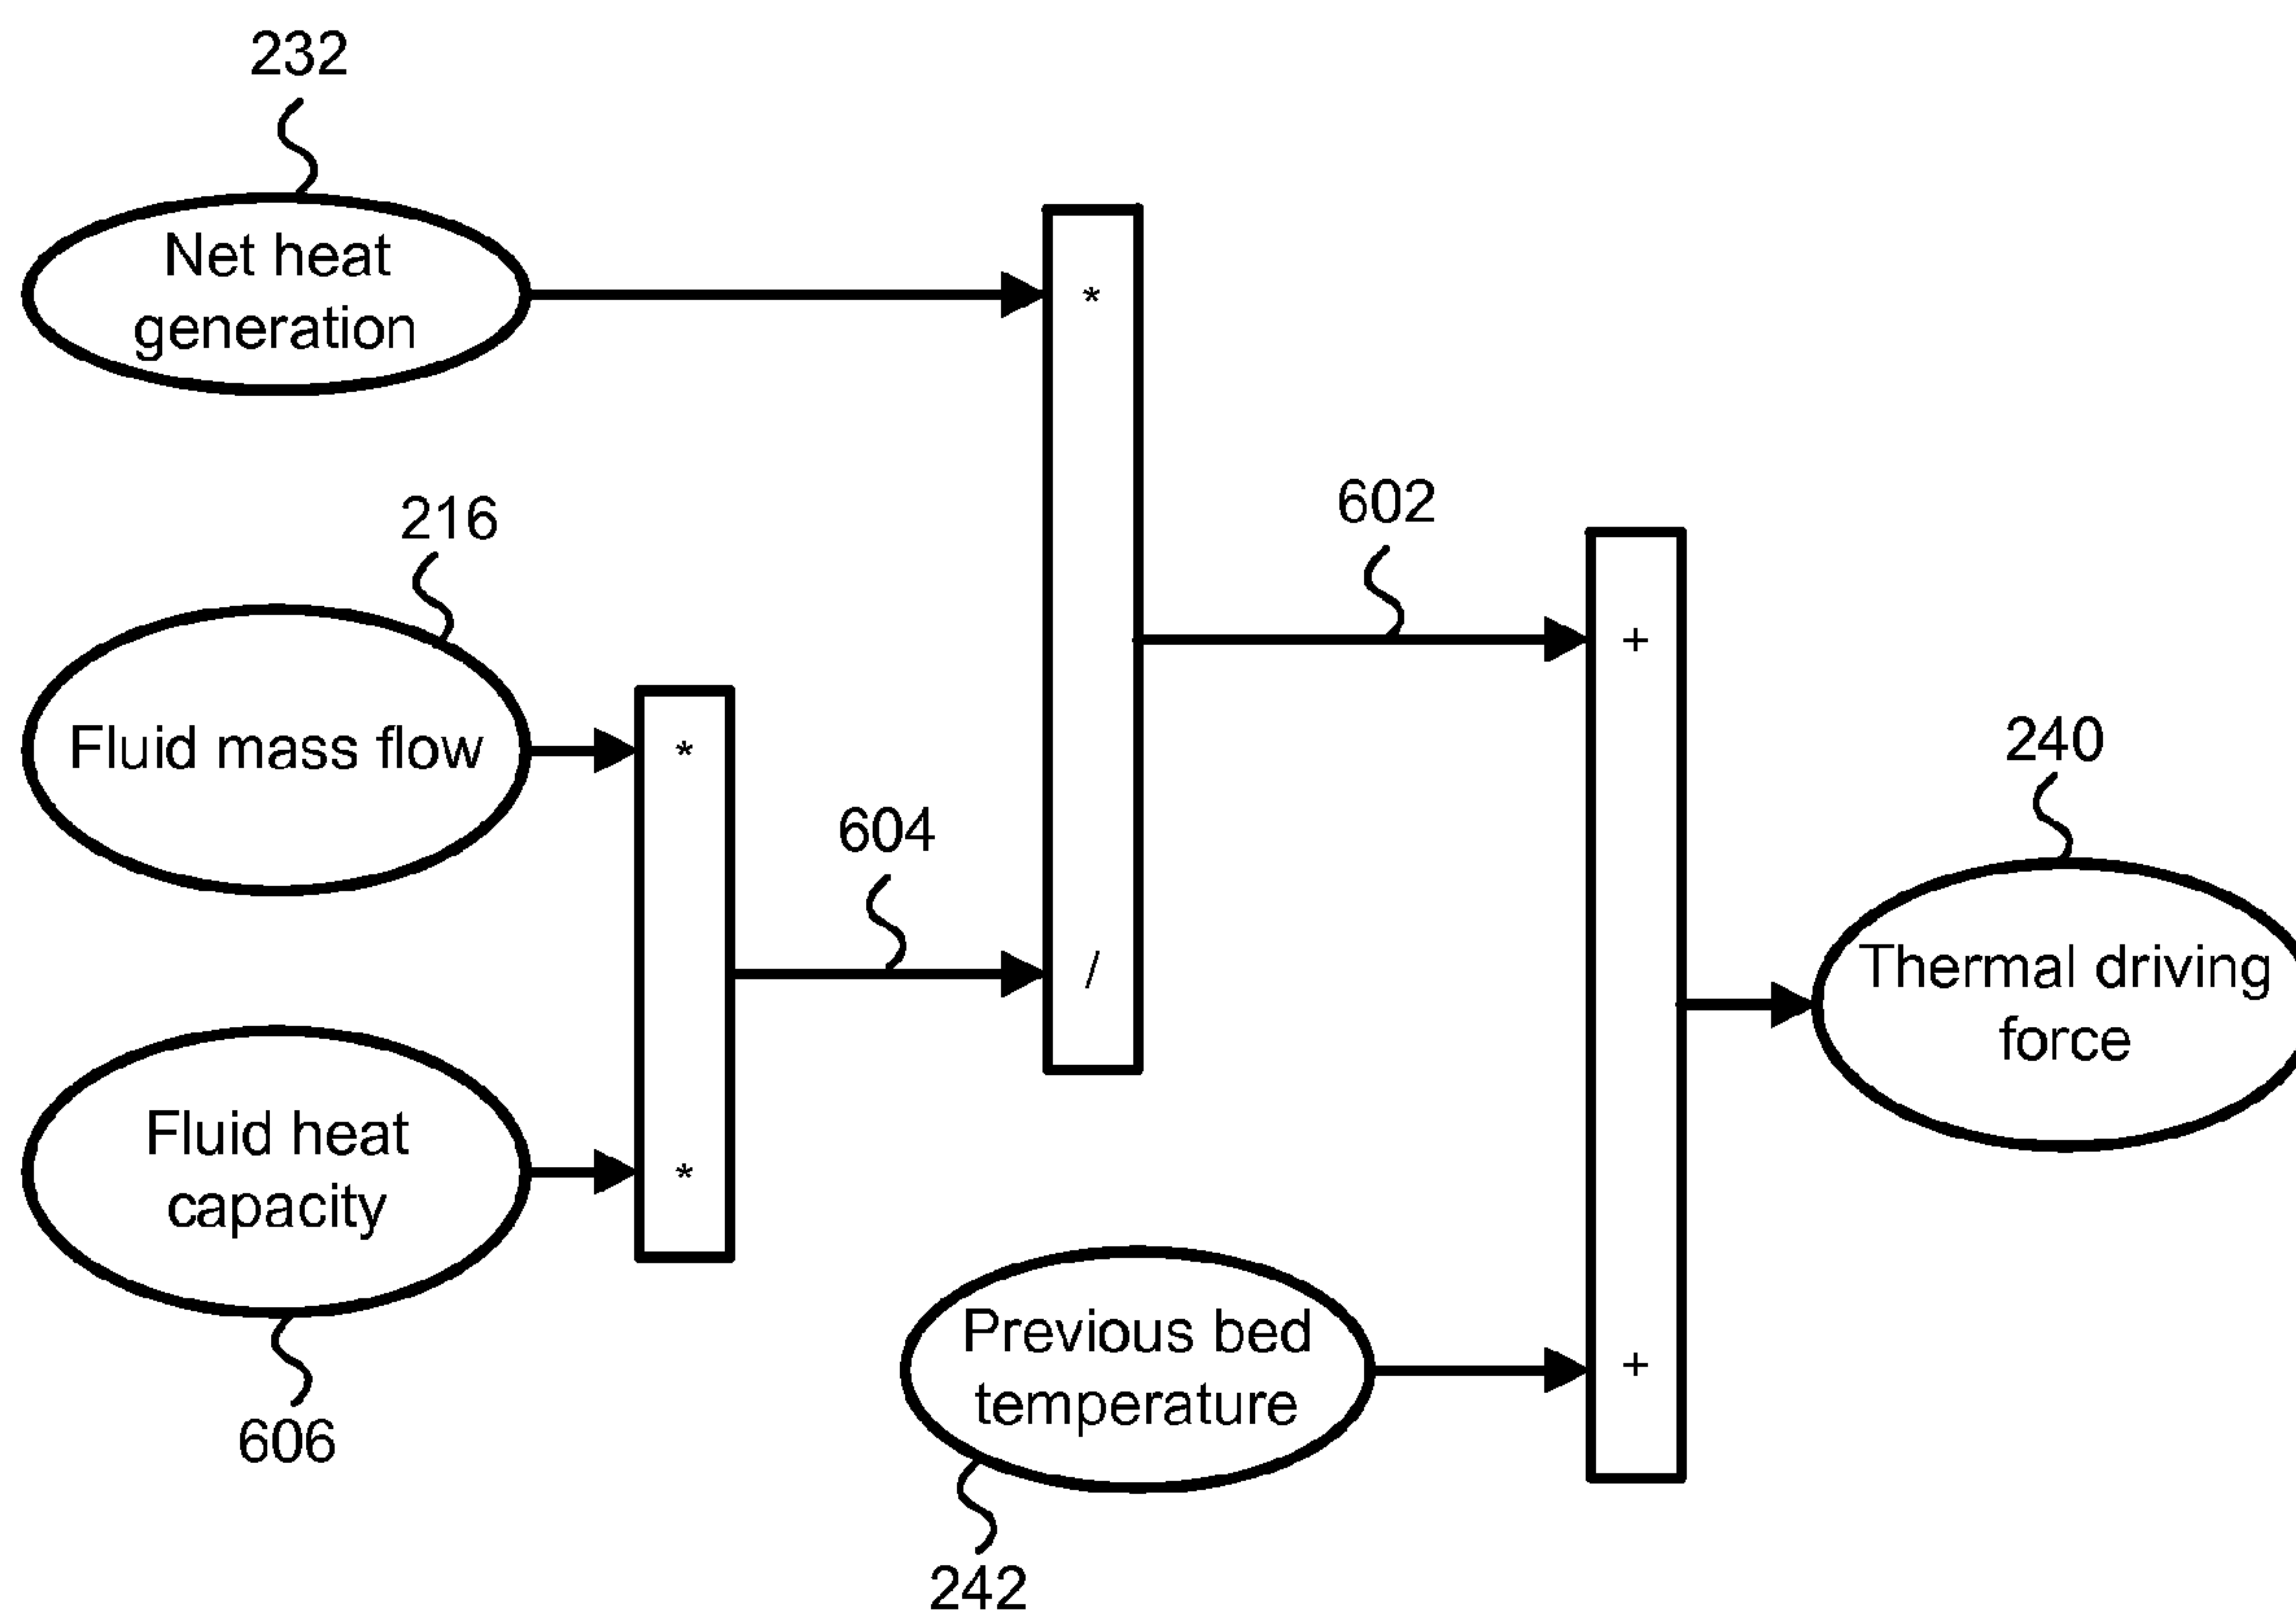 232
Net heat
generation
*
216
602
Fluid mass flow
*
+
604
240
/
Thermal driving
force
Fluid heat
capacity
*
606
Previous bed
temperature
+
242